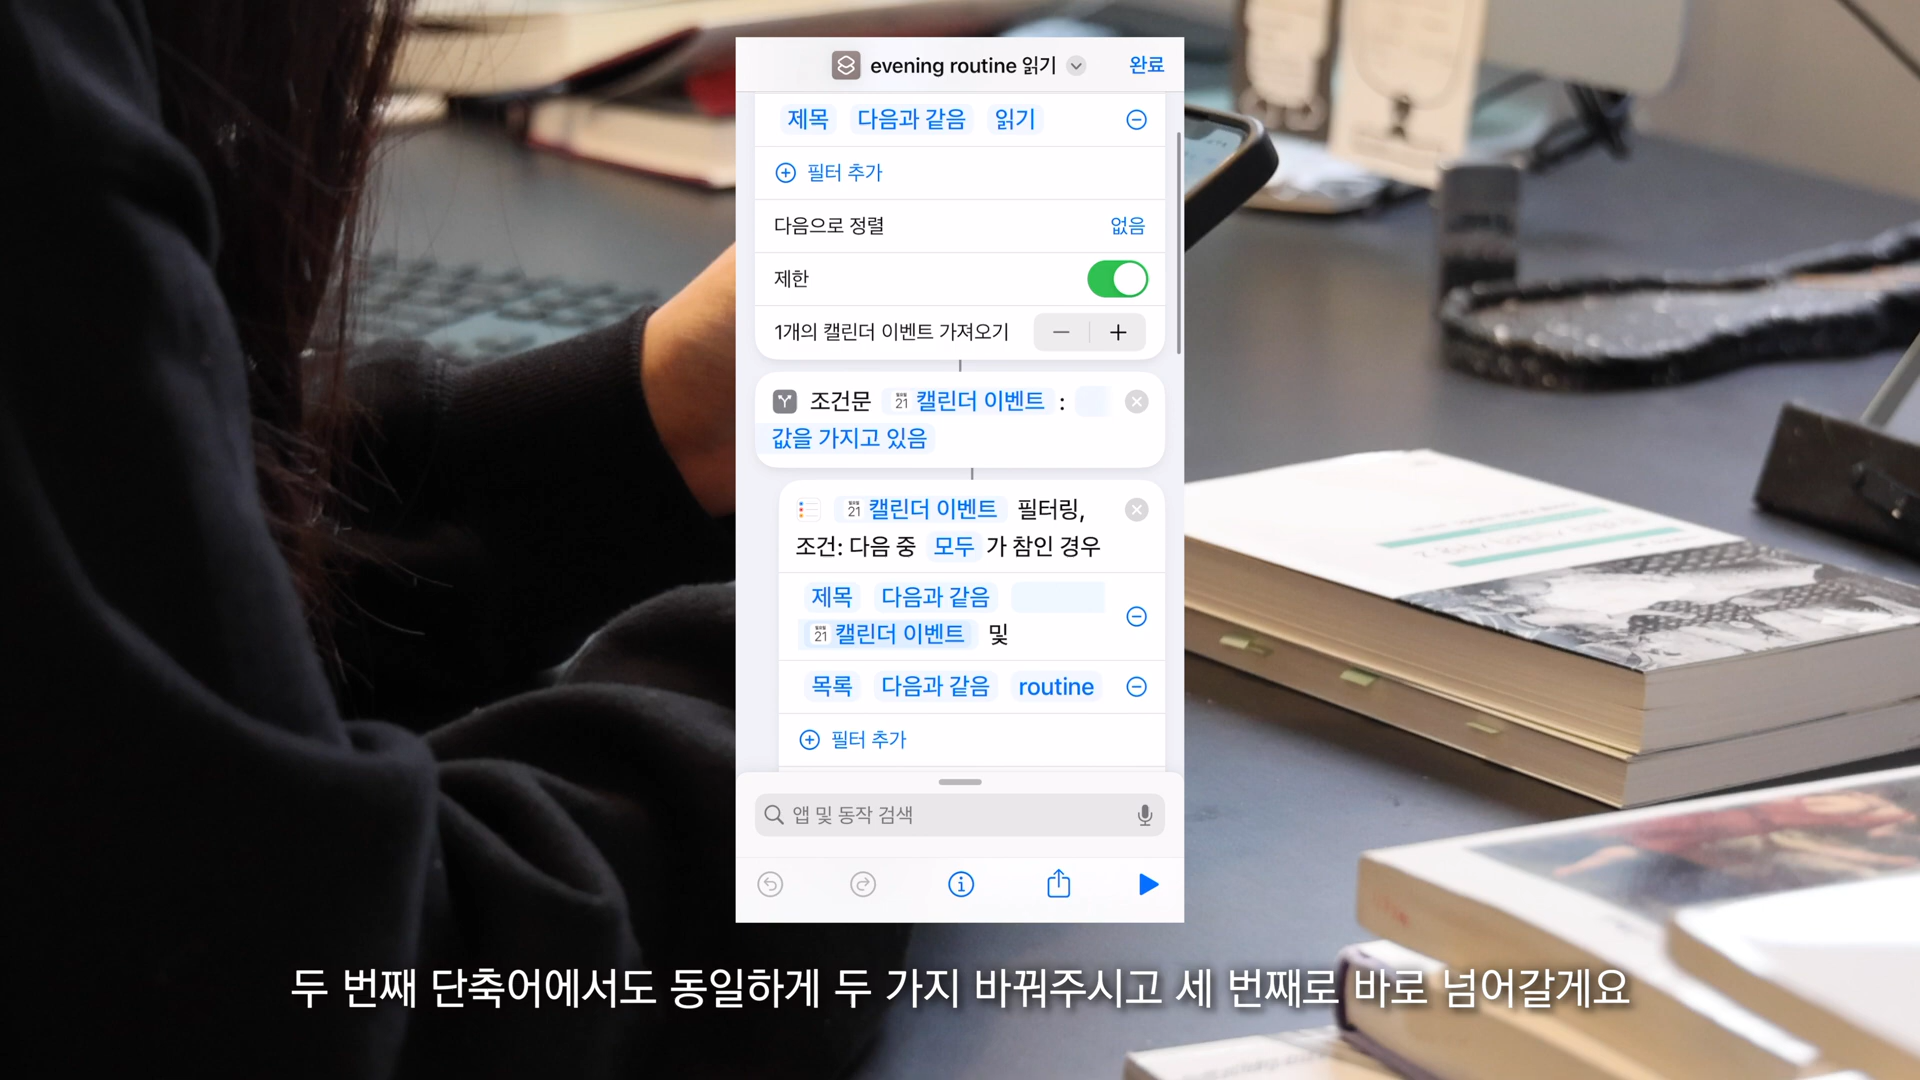 evening routine 읽기
완료
제목 다음과 같음 읽기
필터 추가
다음으로 정렬 없음
제한
1개의 캘린더 이벤트 가져오기
조건문 21 캘린더 이벤트 :
값을 가지고 있음
21 캘린더 이벤트 필터링,
조건: 다음 중 모두 가 참인 경우
제목 다음과 같음
21 캘린더 이벤트 및
목록 다음과 같음 routine
필터 추가
앱 및 동작 검색
두 번째 단축어에서도 동일하게 두 가지 바꿔주시고 세 번째로 바로 넘어갈게요